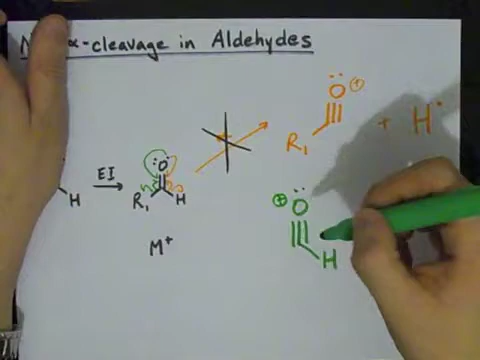 α-cleavage in Aldehydes
R₁ C≡O⊕ + H•
EI
O
R₁ H
H
M⁺
⊕ O
H